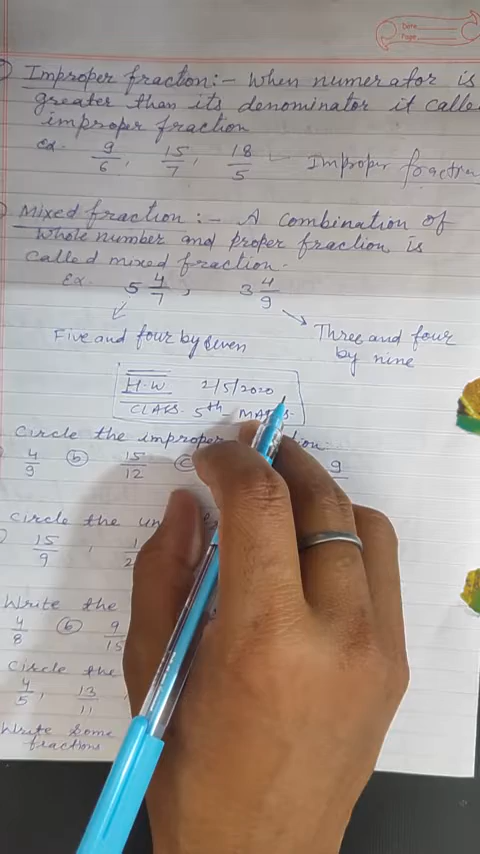 Date
Page
Improper fraction:- When numerator is
greater than its denominator it calle
improper fraction
Ex. 9/6, 15/7, 18/5 - Improper fraction
Mixed fraction:- A combination of
whole number and proper fraction is
called mixed fraction.
Ex. 5 4/7, 3 4/9
Five and four by seven
Three and four
by nine
H.W 2/5/2020
CLASS- 5th - MATHS-
Circle the improper
4/9 (b) 15/12 (c) 9
Circle the
15/9,
Write the
4/8 (b) 9/15
Circle the
4/5, 13/11,
Write some
fractions